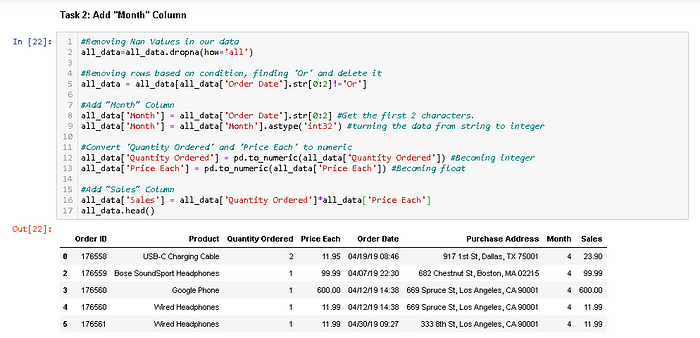 Task 2: Add "Month" Column
In [22]:
1 #Removing Nan Values in our data
2 all_data=all_data.dropna(how='all')
3
4 #Removing rows based on condition, finding 'Or' and delete it
5 all_data = all_data[all_data['Order Date'].str[0:2]!='Or']
6
7 #Add "Month" Column
8 all_data['Month'] = all_data['Order Date'].str[0:2] #Get the first 2 characters.
9 all_data['Month'] = all_data['Month'].astype('int32') #turning the data from string to integer
10
11 #Convert 'Quantity Ordered' and 'Price Each' to numeric
12 all_data['Quantity Ordered'] = pd.to_numeric(all_data['Quantity Ordered']) #Becoming integer
13 all_data['Price Each'] = pd.to_numeric(all_data['Price Each']) #Becoming float
14
15 #Add "Sales" Column
16 all_data['Sales'] = all_data['Quantity Ordered']*all_data['Price Each']
17 all_data.head()
Out[22]:
Order ID Product Quantity Ordered Price Each Order Date Purchase Address Month Sales
0 176558 USB-C Charging Cable 2 11.95 04/19/19 08:46 917 1st St, Dallas, TX 75001 4 23.90
2 176559 Bose SoundSport Headphones 1 99.99 04/07/19 22:30 682 Chestnut St, Boston, MA 02215 4 99.99
3 176560 Google Phone 1 600.00 04/12/19 14:38 669 Spruce St, Los Angeles, CA 90001 4 600.00
4 176560 Wired Headphones 1 11.99 04/12/19 14:38 669 Spruce St, Los Angeles, CA 90001 4 11.99
5 176561 Wired Headphones 1 11.99 04/30/19 09:27 333 8th St, Los Angeles, CA 90001 4 11.99